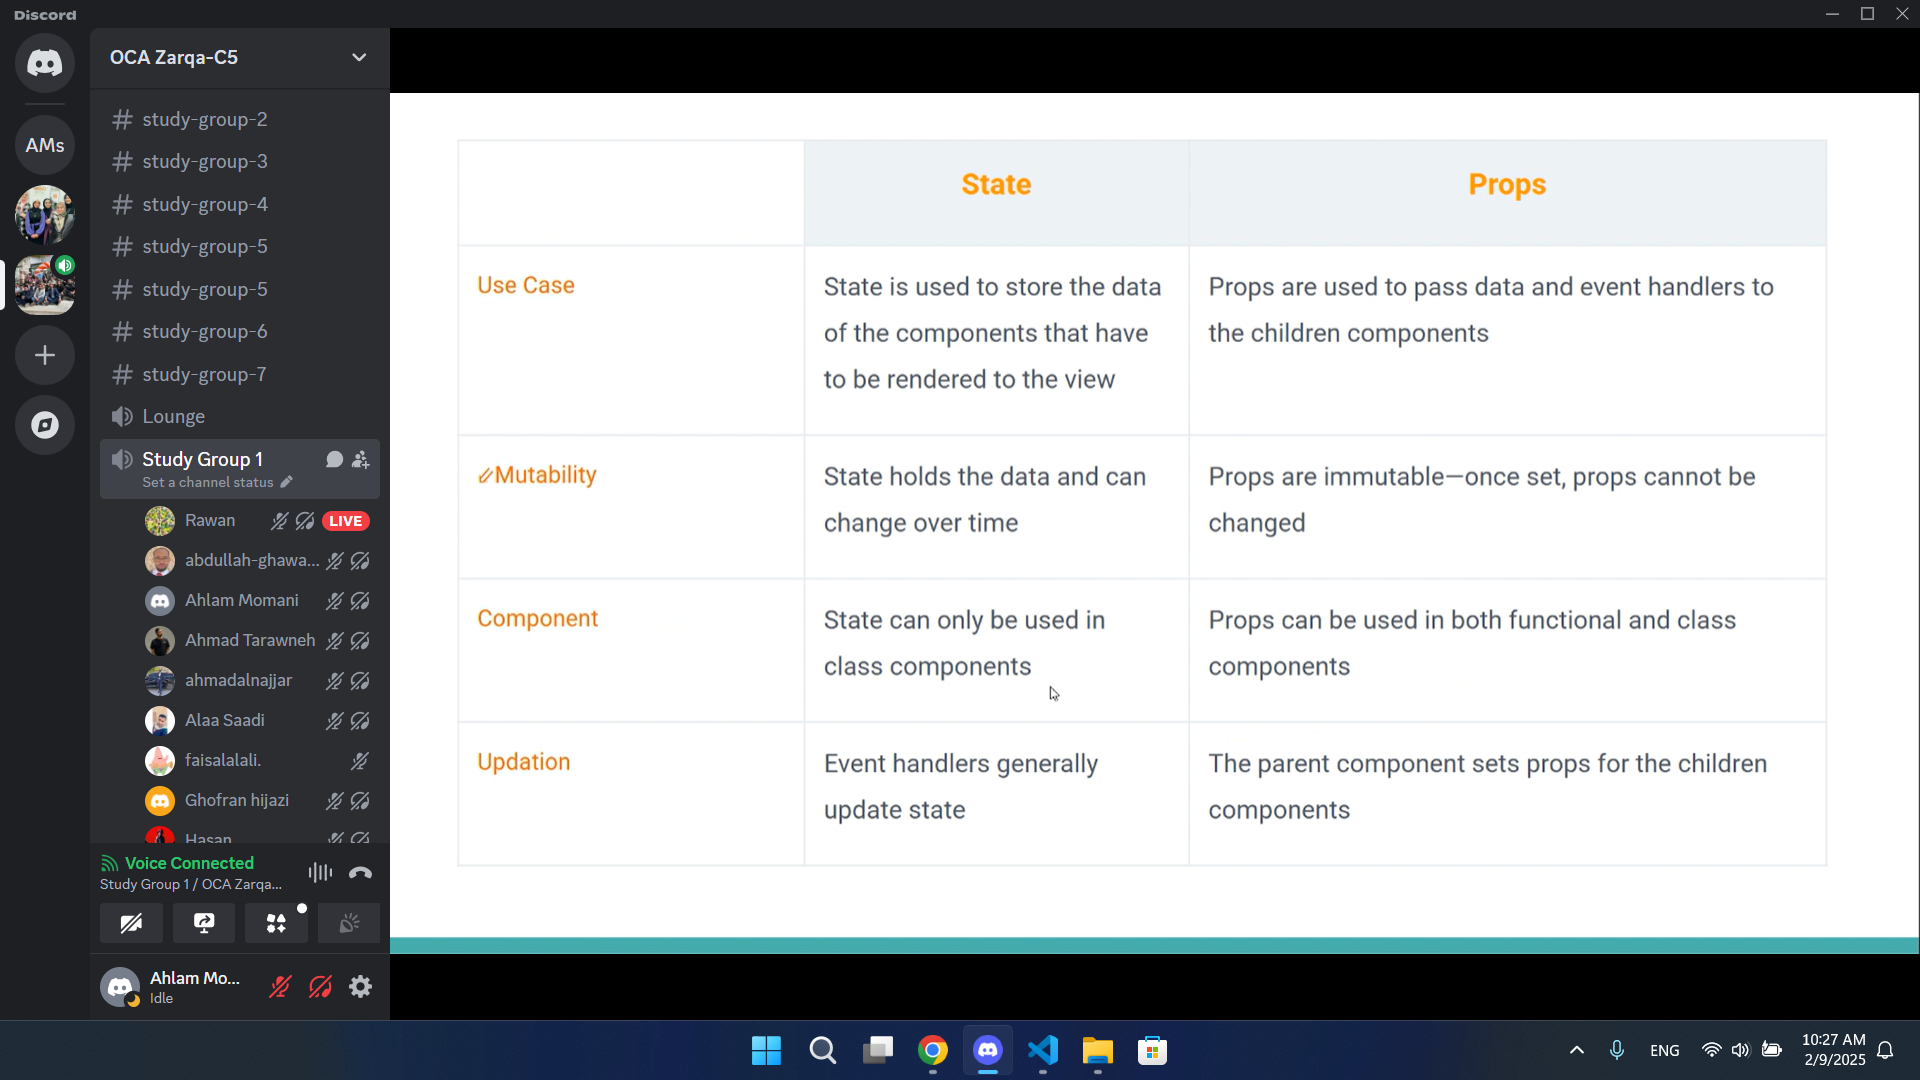 Discord
OCA Zarqa-C5
AMs
study-group-2
study-group-3
study-group-4
study-group-5
study-group-5
study-group-6
study-group-7
Lounge
Study Group 1
Set a channel status
Rawan LIVE
abdullah-ghawa...
Ahlam Momani
Ahmad Tarawneh
ahmadalnajjar
Alaa Saadi
faisalalali.
Ghofran hijazi
Hasan
Voice Connected
Study Group 1 / OCA Zarqa...
Ahlam Mo...
Idle
State Props
Use Case
State is used to store the data
of the components that have
to be rendered to the view
Props are used to pass data and event handlers to
the children components
Mutability
State holds the data and can
change over time
Props are immutable—once set, props cannot be
changed
Component
State can only be used in
class components
Props can be used in both functional and class
components
Updation
Event handlers generally
update state
The parent component sets props for the children
components
ENG
10:27 AM
2/9/2025